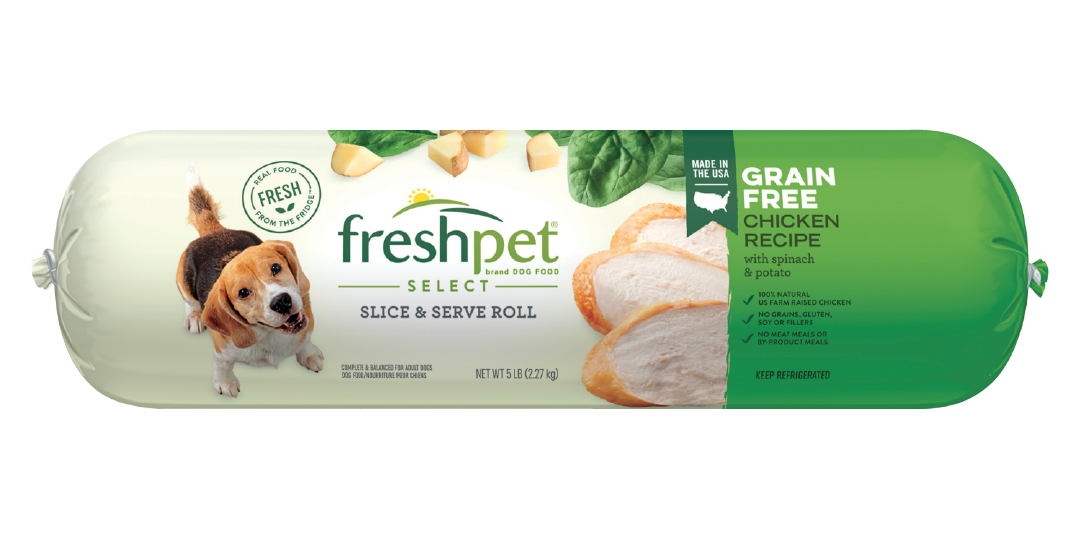 REAL FOOD
FRESH
FROM THE FRIDGE
freshpet®
brand DOG FOOD
SELECT
SLICE & SERVE ROLL
COMPLETE & BALANCED FOR ADULT DOGS
DOG FOOD/NOURRITURE POUR CHIENS
NET WT 5 LB (2.27 kg)
MADE IN
THE USA
GRAIN
FREE
CHICKEN
RECIPE
with spinach
& potato
100% NATURAL
US FARM RAISED CHICKEN
NO GRAINS, GLUTEN,
SOY OR FILLERS
NO MEAT MEALS OR
BY-PRODUCT MEALS
KEEP REFRIGERATED